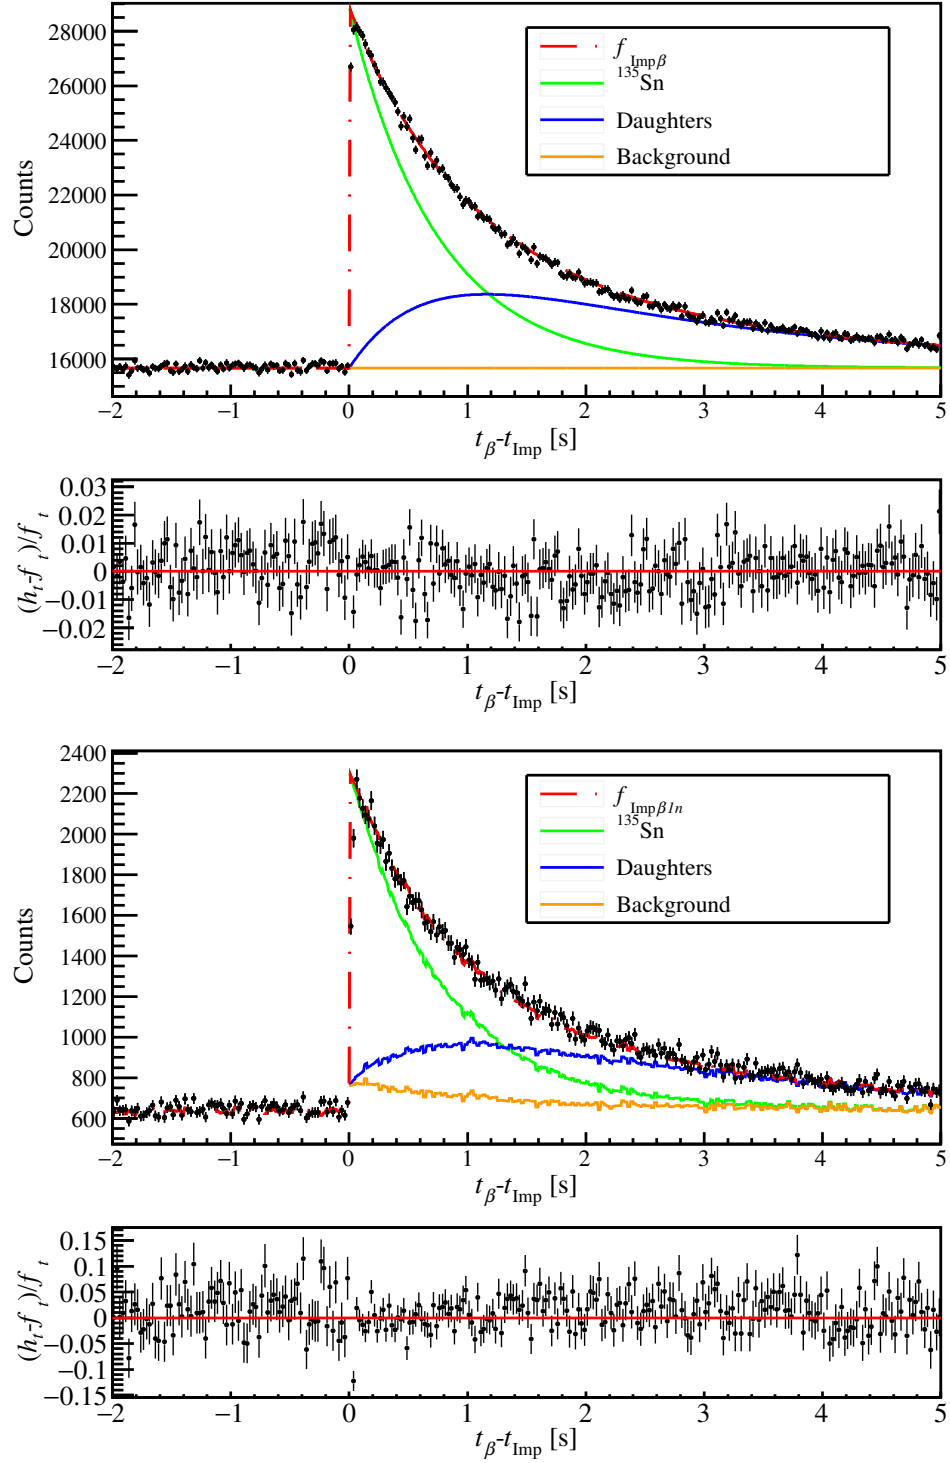 28000
26000
24000
22000
20000
18000
16000
Counts
f Impβ
135Sn
Daughters
Background
−2 −1 0 1 2 3 4 5
tβ-tImp [s]
0.03
0.02
0.01
0
−0.01
−0.02
(ht-ft)/ft
−2 −1 0 1 2 3 4 5
tβ-tImp [s]
2400
2200
2000
1800
1600
1400
1200
1000
800
600
Counts
f Impβ1n
135Sn
Daughters
Background
−2 −1 0 1 2 3 4 5
tβ-tImp [s]
0.15
0.1
0.05
0
−0.05
−0.1
−0.15
(ht-ft)/ft
−2 −1 0 1 2 3 4 5
tβ-tImp [s]